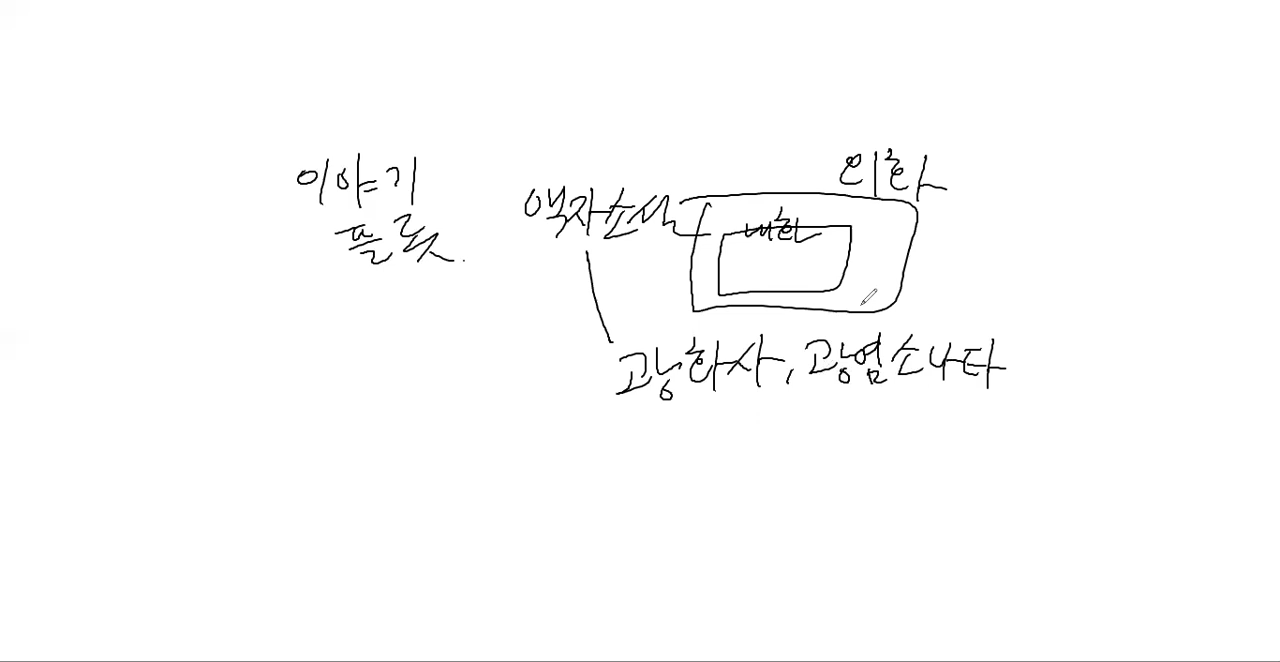 이야기
플롯.
액자소설
외화
내화
광화사, 광염소나타